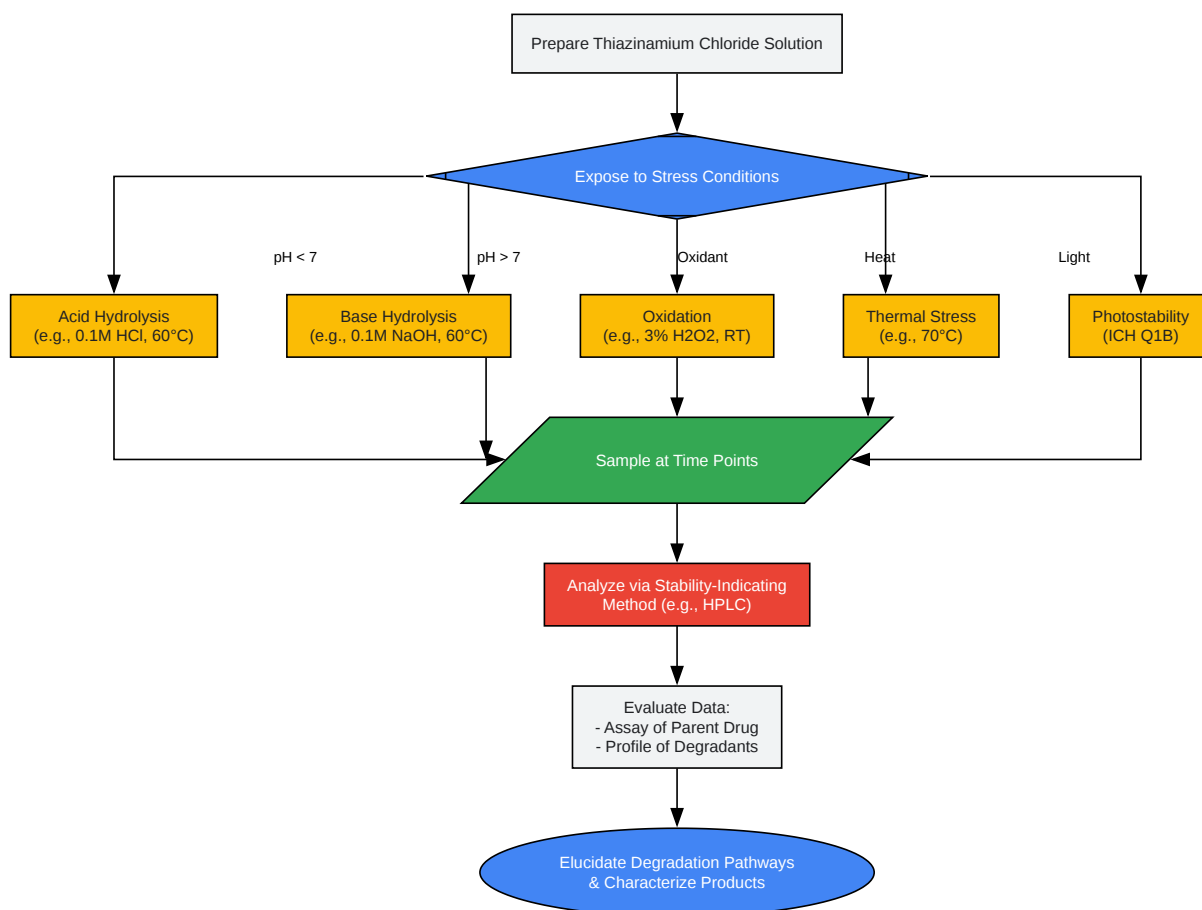 Prepare Thiazinamium Chloride Solution
Expose to Stress Conditions
pH < 7
pH > 7
Oxidant
Heat
Light
Acid Hydrolysis
(e.g., 0.1M HCl, 60°C)
Base Hydrolysis
(e.g., 0.1M NaOH, 60°C)
Oxidation
(e.g., 3% H2O2, RT)
Thermal Stress
(e.g., 70°C)
Photostability
(ICH Q1B)
Sample at Time Points
Analyze via Stability-Indicating
Method (e.g., HPLC)
Evaluate Data:
- Assay of Parent Drug
- Profile of Degradants
Elucidate Degradation Pathways
& Characterize Products